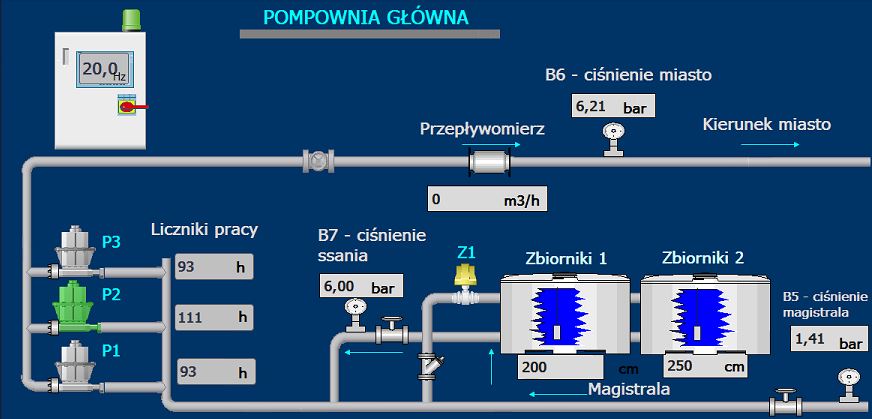 POMPOWNIA GŁÓWNA
20,0 Hz
B6 - ciśnienie miasto
6,21 bar
Przepływomierz
Kierunek miasto
0 m3/h
Liczniki pracy
P3
93 h
P2
111 h
P1
93 h
B7 - ciśnienie
ssania
6,00 bar
Z1
Zbiorniki 1
Zbiorniki 2
200 cm
250 cm
B5 - ciśnienie
magistrala
1,41 bar
Magistrala